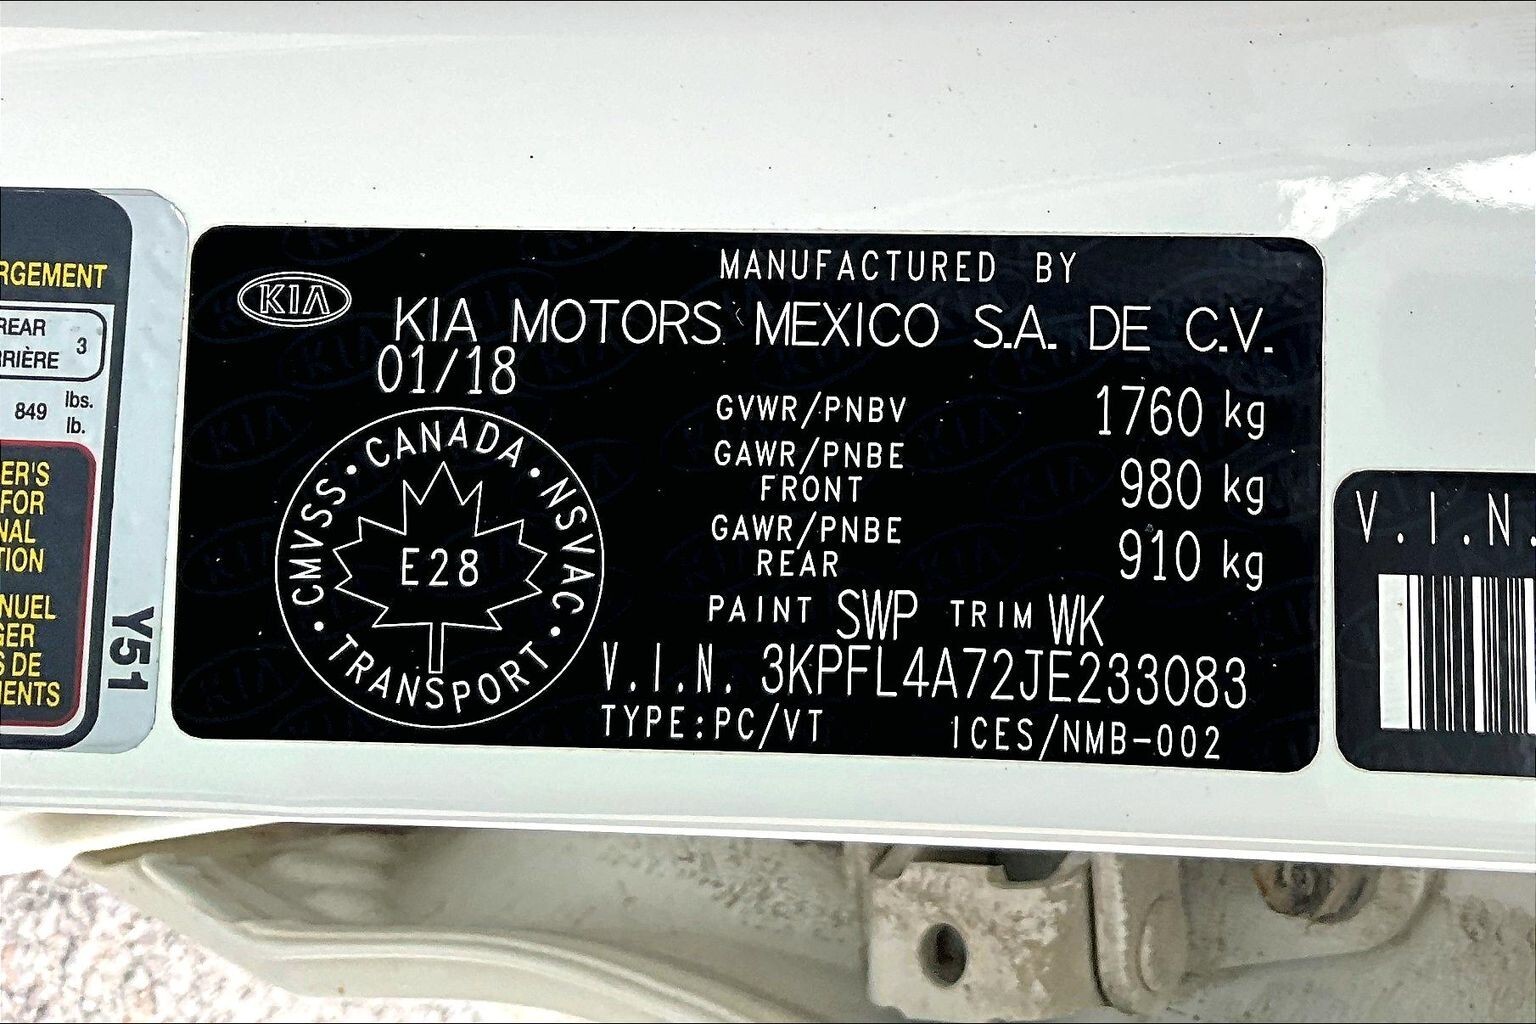 RGEMENT
REAR
RIÈRE 3
849 lbs.
lb.
ER'S
FOR
NAL
TION
NUEL
GER
S DE
MENTS
Y51
KIA
MANUFACTURED BY
KIA MOTORS MEXICO S.A. DE C.V.
01/18
GVWR/PNBV 1760 kg
GAWR/PNBE
FRONT 980 kg
GAWR/PNBE
REAR 910 kg
CMVSS • CANADA • NSVAC • TRANSPORT •
E28
PAINT SWP TRIM WK
V.I.N. 3KPFL4A72JE233083
TYPE:PC/VT ICES/NMB-002
V.I.N.